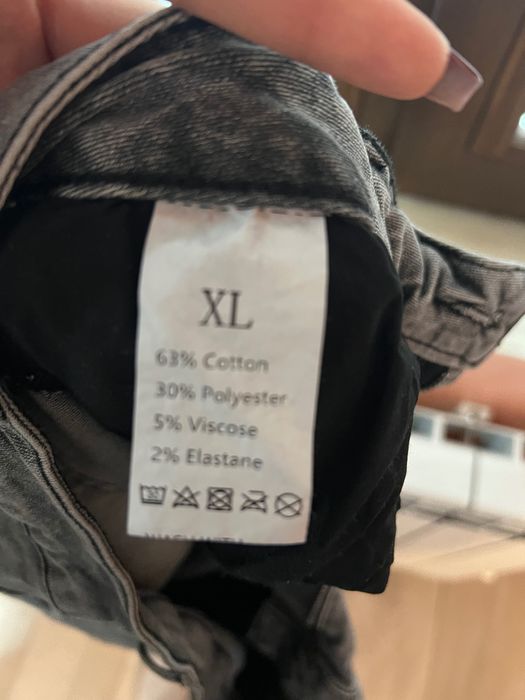 XL
63% Cotton
30% Polyester
5% Viscose
2% Elastane